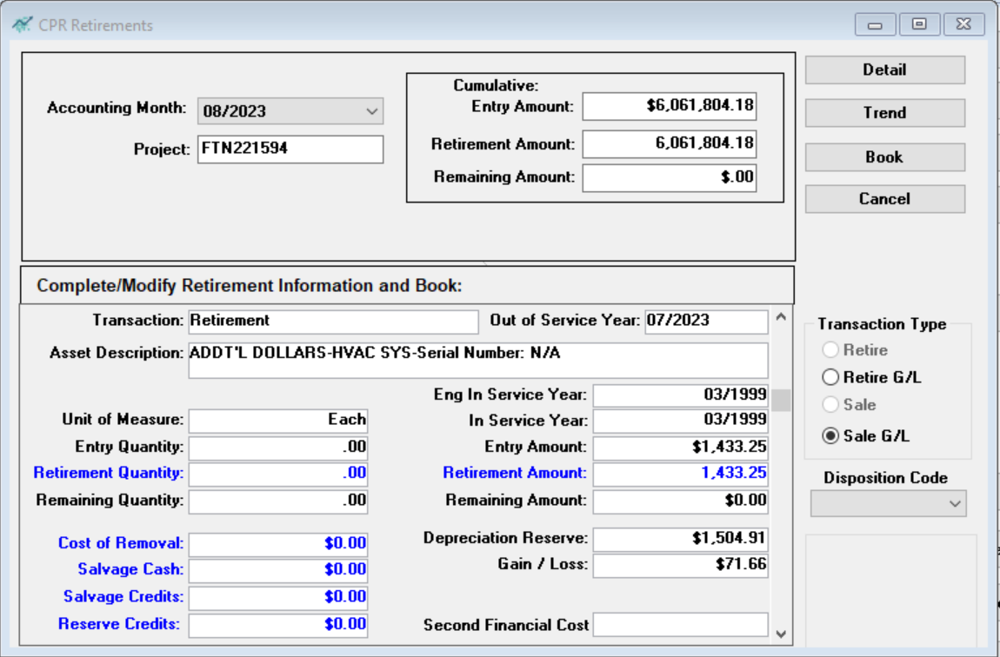 CPR Retirements
Accounting Month: 08/2023
Project: FTN221594
Cumulative:
Entry Amount: $6,061,804.18
Retirement Amount: 6,061,804.18
Remaining Amount: $.00
Detail
Trend
Book
Cancel
Complete/Modify Retirement Information and Book:
Transaction: Retirement Out of Service Year: 07/2023
Asset Description: ADDT'L DOLLARS-HVAC SYS-Serial Number: N/A
Eng In Service Year: 03/1999
Unit of Measure: Each In Service Year: 03/1999
Entry Quantity: .00 Entry Amount: $1,433.25
Retirement Quantity: .00 Retirement Amount: 1,433.25
Remaining Quantity: .00 Remaining Amount: $0.00
Cost of Removal: $0.00 Depreciation Reserve: $1,504.91
Salvage Cash: $0.00 Gain / Loss: $71.66
Salvage Credits: $0.00
Reserve Credits: $0.00 Second Financial Cost
Transaction Type
Retire
Retire G/L
Sale
Sale G/L
Disposition Code